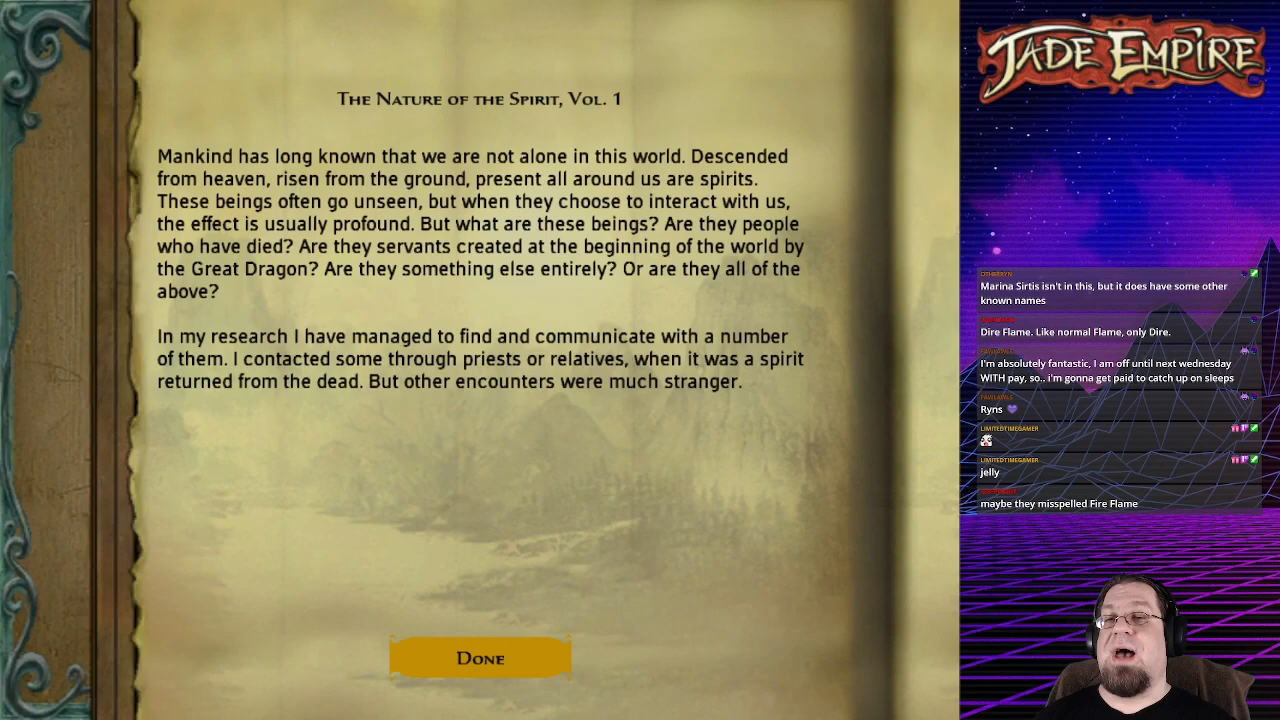 The Nature of the Spirit, Vol. 1
Mankind has long known that we are not alone in this world. Descended
from heaven, risen from the ground, present all around us are spirits.
These beings often go unseen, but when they choose to interact with us,
the effect is usually profound. But what are these beings? Are they people
who have died? Are they servants created at the beginning of the world by
the Great Dragon? Are they something else entirely? Or are they all of the
above?
In my research I have managed to find and communicate with a number
of them. I contacted some through priests or relatives, when it was a spirit
returned from the dead. But other encounters were much stranger.
Done
JADE EMPIRE
Marina Sirtis isn't in this, but it does have some other
known names
Dire Flame. Like normal Flame, only Dire.
I'm absolutely fantastic, I am off until next wednesday
WITH pay, so.. i'm gonna get paid to catch up on sleeps
Ryns 💜
LIMITEDTIMEGAMER
LIMITEDTIMEGAMER
jelly
maybe they misspelled Fire Flame